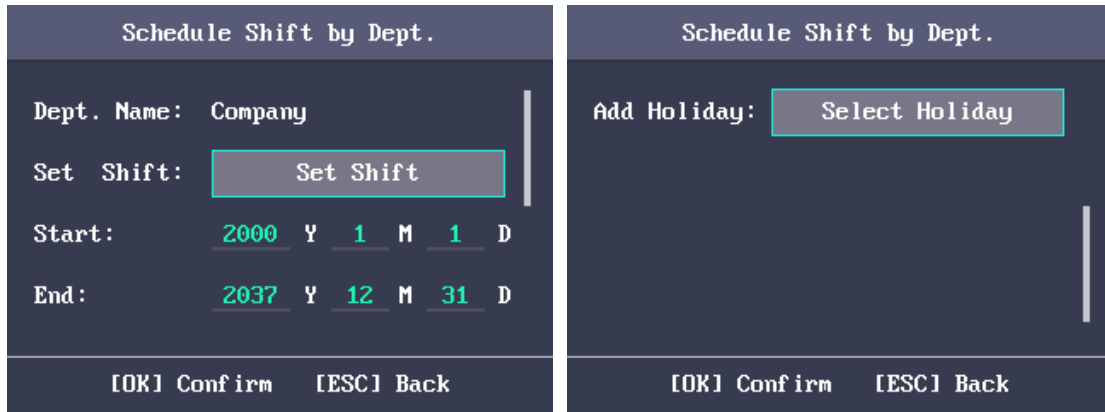 Schedule Shift by Dept.
Dept. Name: Company
Set Shift: Set Shift
Start: 2000 Y 1 M 1 D
End: 2037 Y 12 M 31 D
[OK] Confirm [ESC] Back
Schedule Shift by Dept.
Add Holiday: Select Holiday
[OK] Confirm [ESC] Back